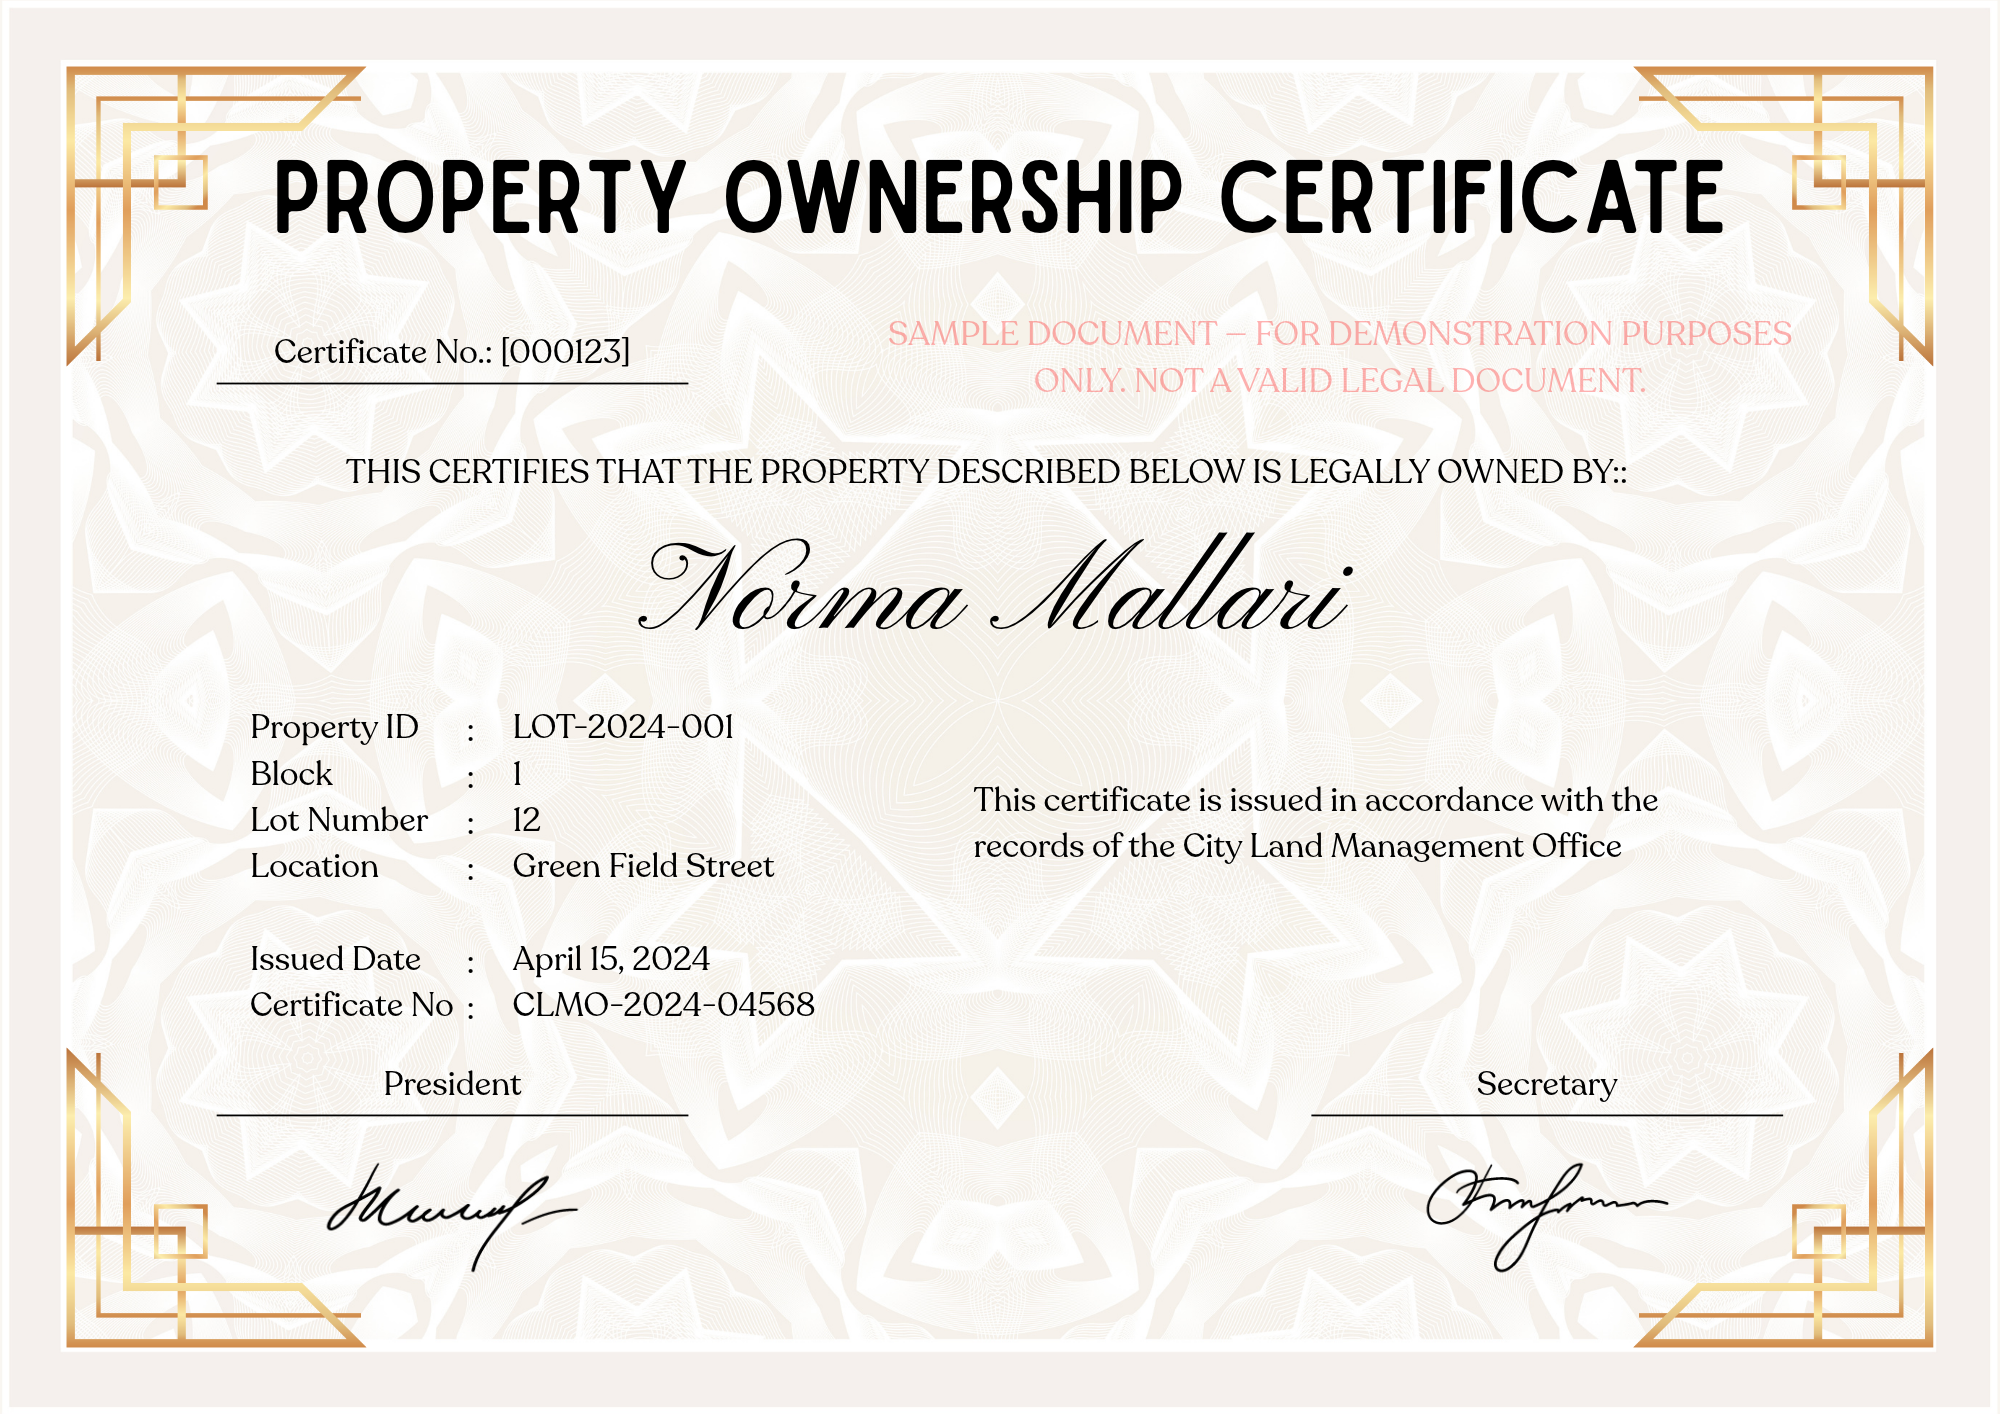 PROPERTY OWNERSHIP CERTIFICATE
Certificate No.: [000123]
SAMPLE DOCUMENT – FOR DEMONSTRATION PURPOSES
ONLY. NOT A VALID LEGAL DOCUMENT.
THIS CERTIFIES THAT THE PROPERTY DESCRIBED BELOW IS LEGALLY OWNED BY::
Norma Mallari
Property ID : LOT-2024-001
Block : 1
Lot Number : 12
Location : Green Field Street
This certificate is issued in accordance with the
records of the City Land Management Office
Issued Date : April 15, 2024
Certificate No : CLMO-2024-04568
President
Secretary